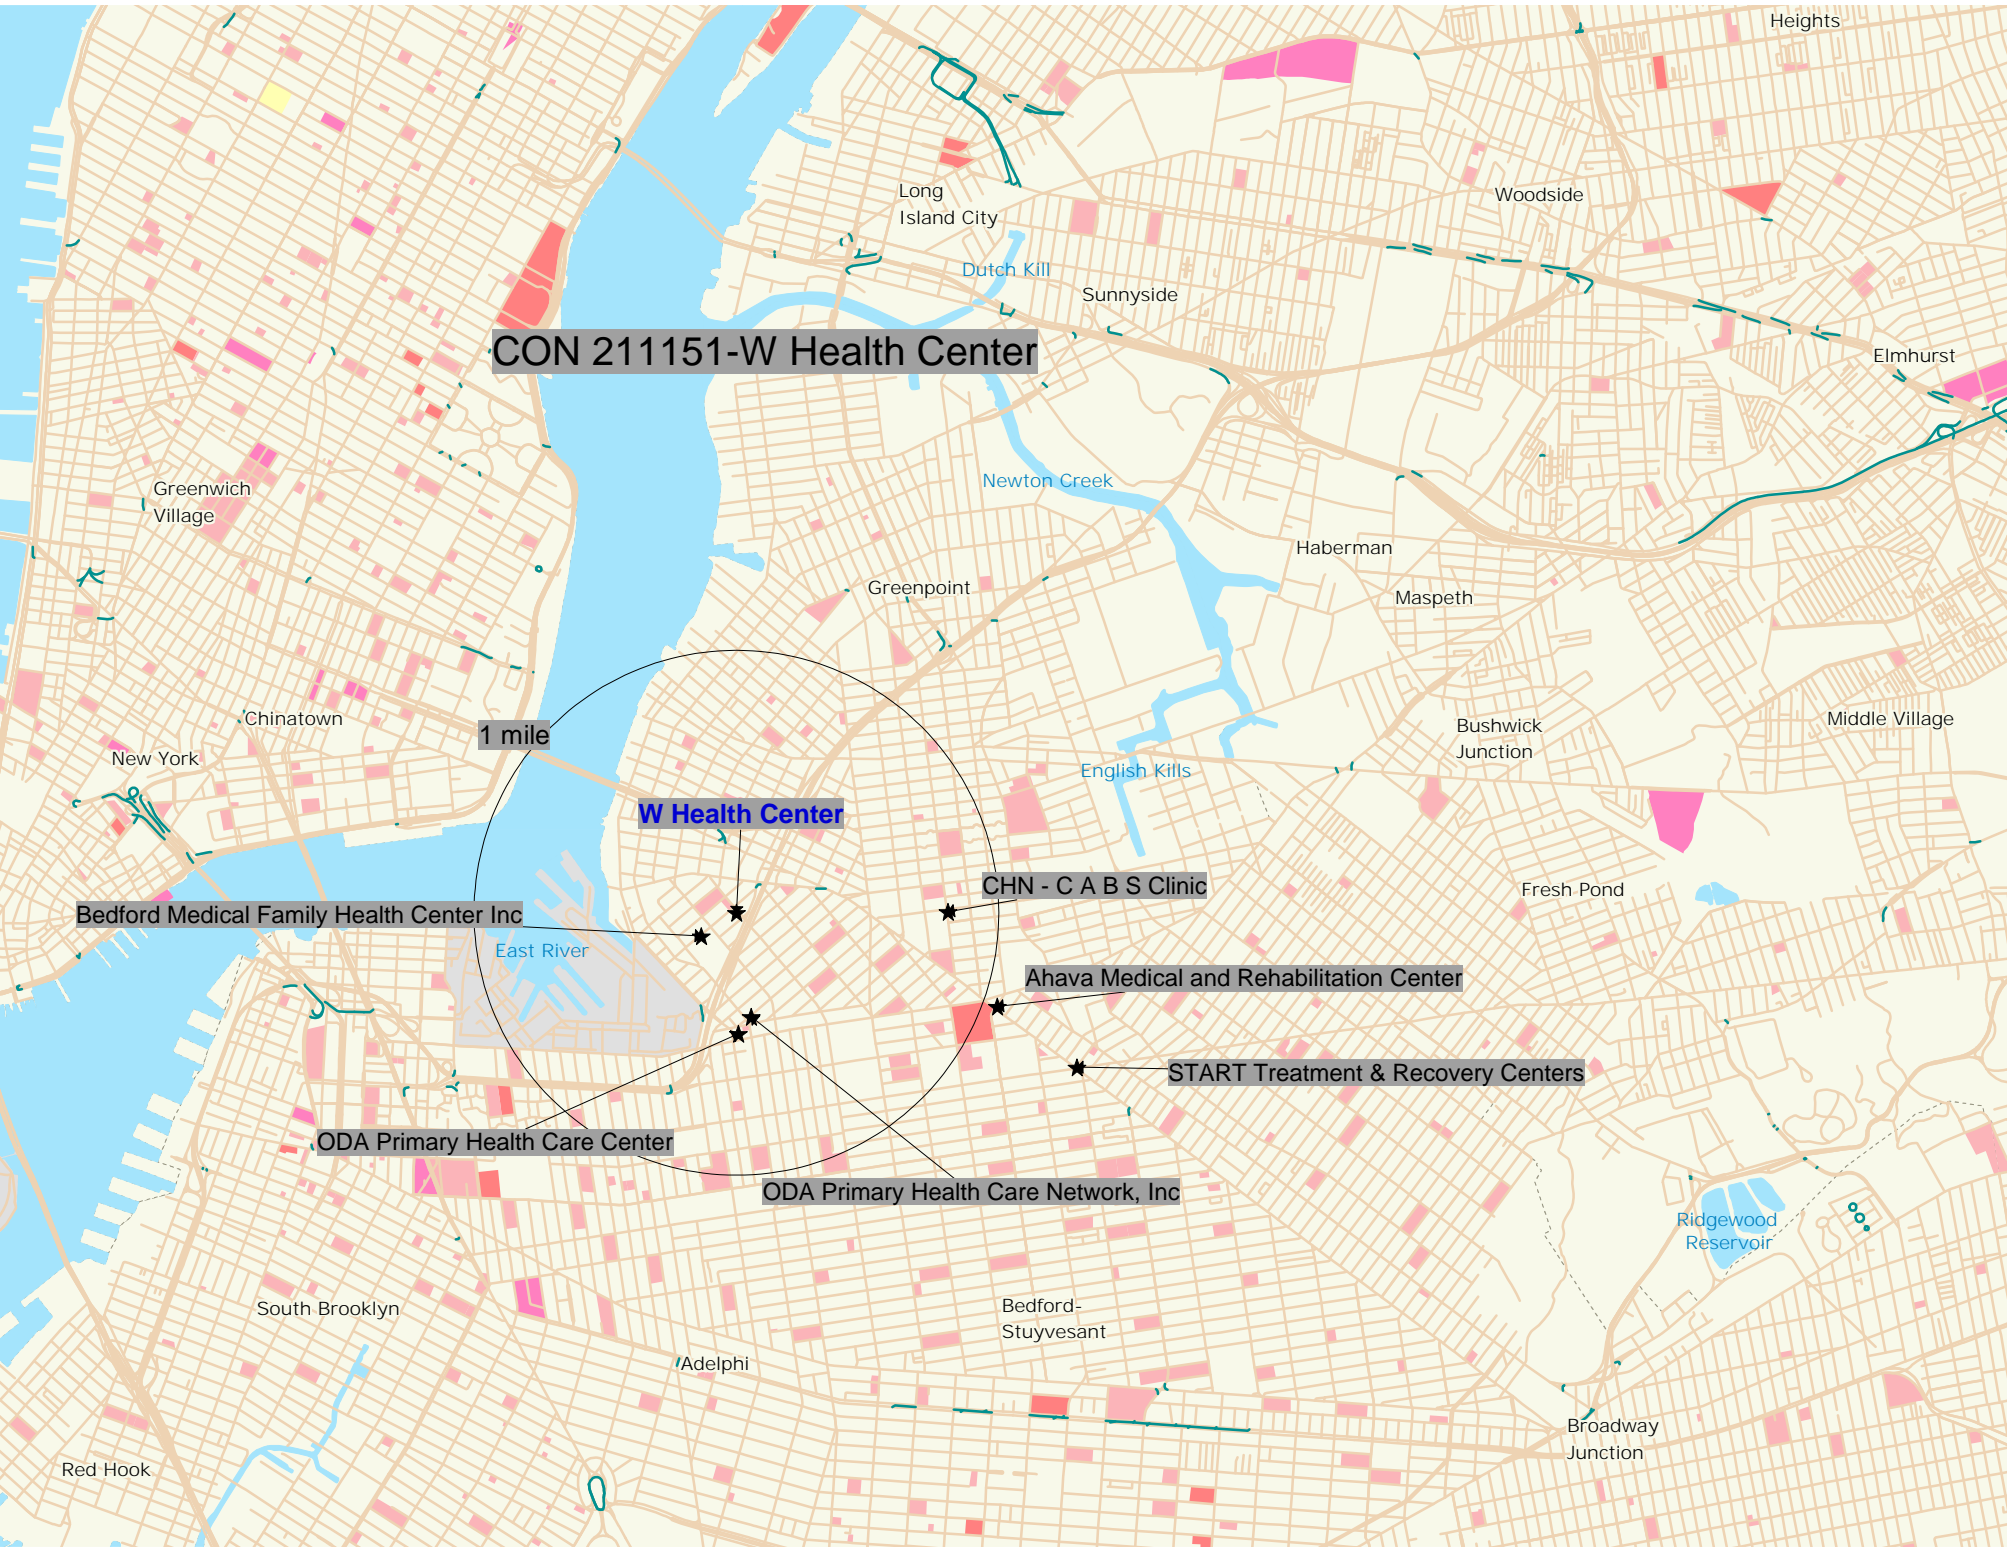 Heights
Long
Island City
Woodside
Dutch Kill
Sunnyside
CON 211151-W Health Center
Elmhurst
Greenwich
Village
Newton Creek
Haberman
Greenpoint
Maspeth
Chinatown
1 mile
New York
Bushwick
Junction
Middle Village
English Kills
W Health Center
CHN - C A B S Clinic
Fresh Pond
Bedford Medical Family Health Center Inc
East River
Ahava Medical and Rehabilitation Center
START Treatment & Recovery Centers
ODA Primary Health Care Center
ODA Primary Health Care Network, Inc
Ridgewood
Reservoir
South Brooklyn
Bedford-
Stuyvesant
Adelphi
Broadway
Junction
Red Hook